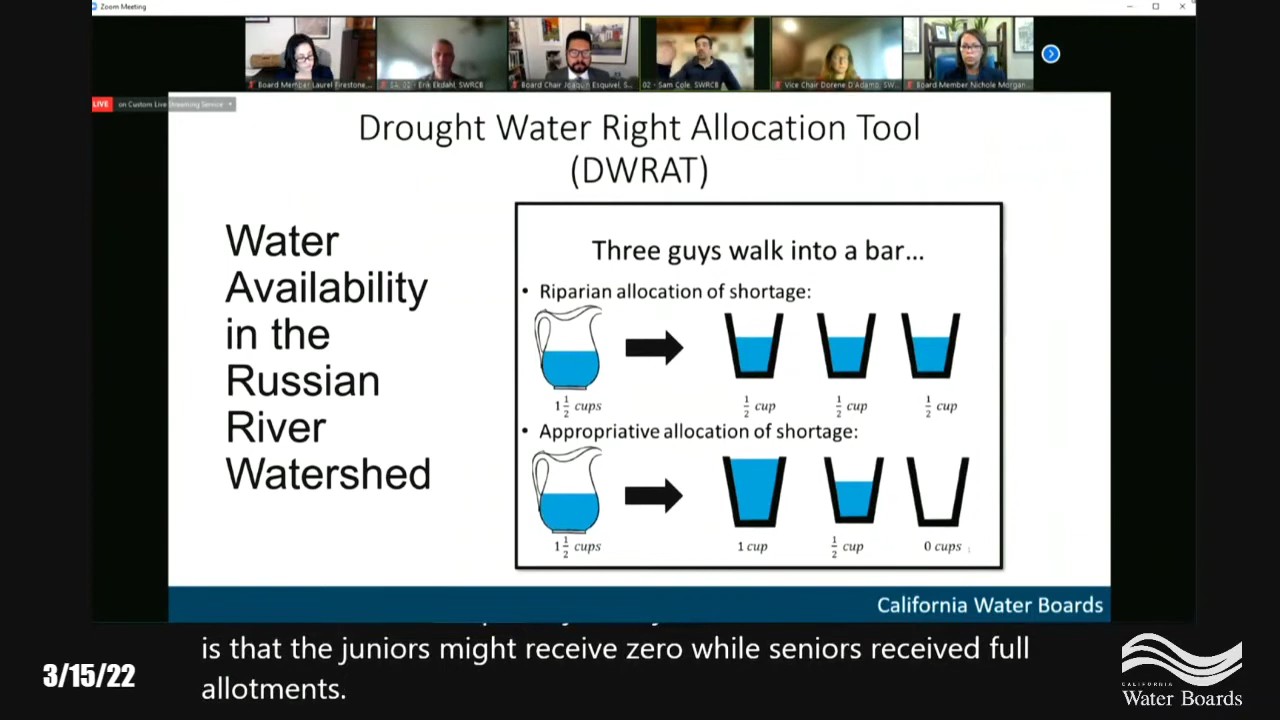 Zoom Meeting
Board Member Laurel Firestone,...
02 - Erik Ekdahl, SWRCB
Board Chair Joaquin Esquivel, S...
02 - Sam Cole, SWRCB
Vice Chair Dorene D'Adamo, SW...
Board Member Nichole Morgan
LIVE
on Custom Live Streaming Service
Drought Water Right Allocation Tool
(DWRAT)
Water
Availability
in the
Russian
River
Watershed
Three guys walk into a bar...
• Riparian allocation of shortage:
1 1/2 cups
1/2 cup
1/2 cup
1/2 cup
• Appropriative allocation of shortage:
1 1/2 cups
1 cup
1/2 cup
0 cups
California Water Boards
is that the juniors might receive zero while seniors received full
allotments.
3/15/22
CALIFORNIA
Water Boards